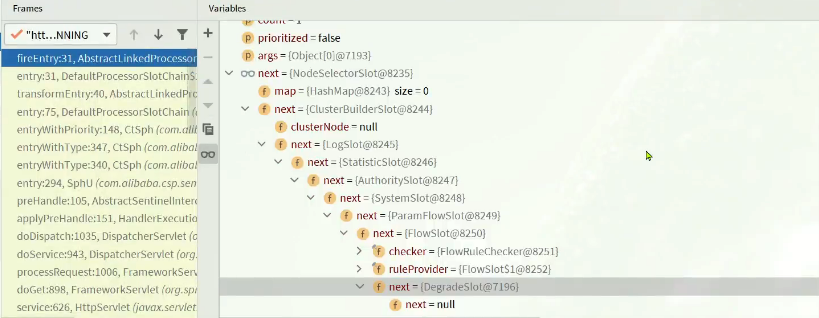 Frames
"htt...NNING
fireEntry:31, AbstractLinkedProcessor
entry:31, DefaultProcessorSlotChain$
transformEntry:40, AbstractLinkedPro
entry:75, DefaultProcessorSlotChain (
entryWithPriority:148, CtSph (com.alib
entryWithType:347, CtSph (com.alibab
entryWithType:340, CtSph (com.alibab
entry:294, SphU (com.alibaba.csp.sen
preHandle:105, AbstractSentinelInterc
applyPreHandle:151, HandlerExecutio
doDispatch:1035, DispatcherServlet (o
doService:943, DispatcherServlet (org
processRequest:1006, FrameworkServ
doGet:898, FrameworkServlet (org.spr
service:626, HttpServlet (javax.servlet
Variables
count = 1
prioritized = false
args = {Object[0]@7193}
next = {NodeSelectorSlot@8235}
map = {HashMap@8243} size = 0
next = {ClusterBuilderSlot@8244}
clusterNode = null
next = {LogSlot@8245}
next = {StatisticSlot@8246}
next = {AuthoritySlot@8247}
next = {SystemSlot@8248}
next = {ParamFlowSlot@8249}
next = {FlowSlot@8250}
checker = {FlowRuleChecker@8251}
ruleProvider = {FlowSlot$1@8252}
next = {DegradeSlot@7196}
next = null